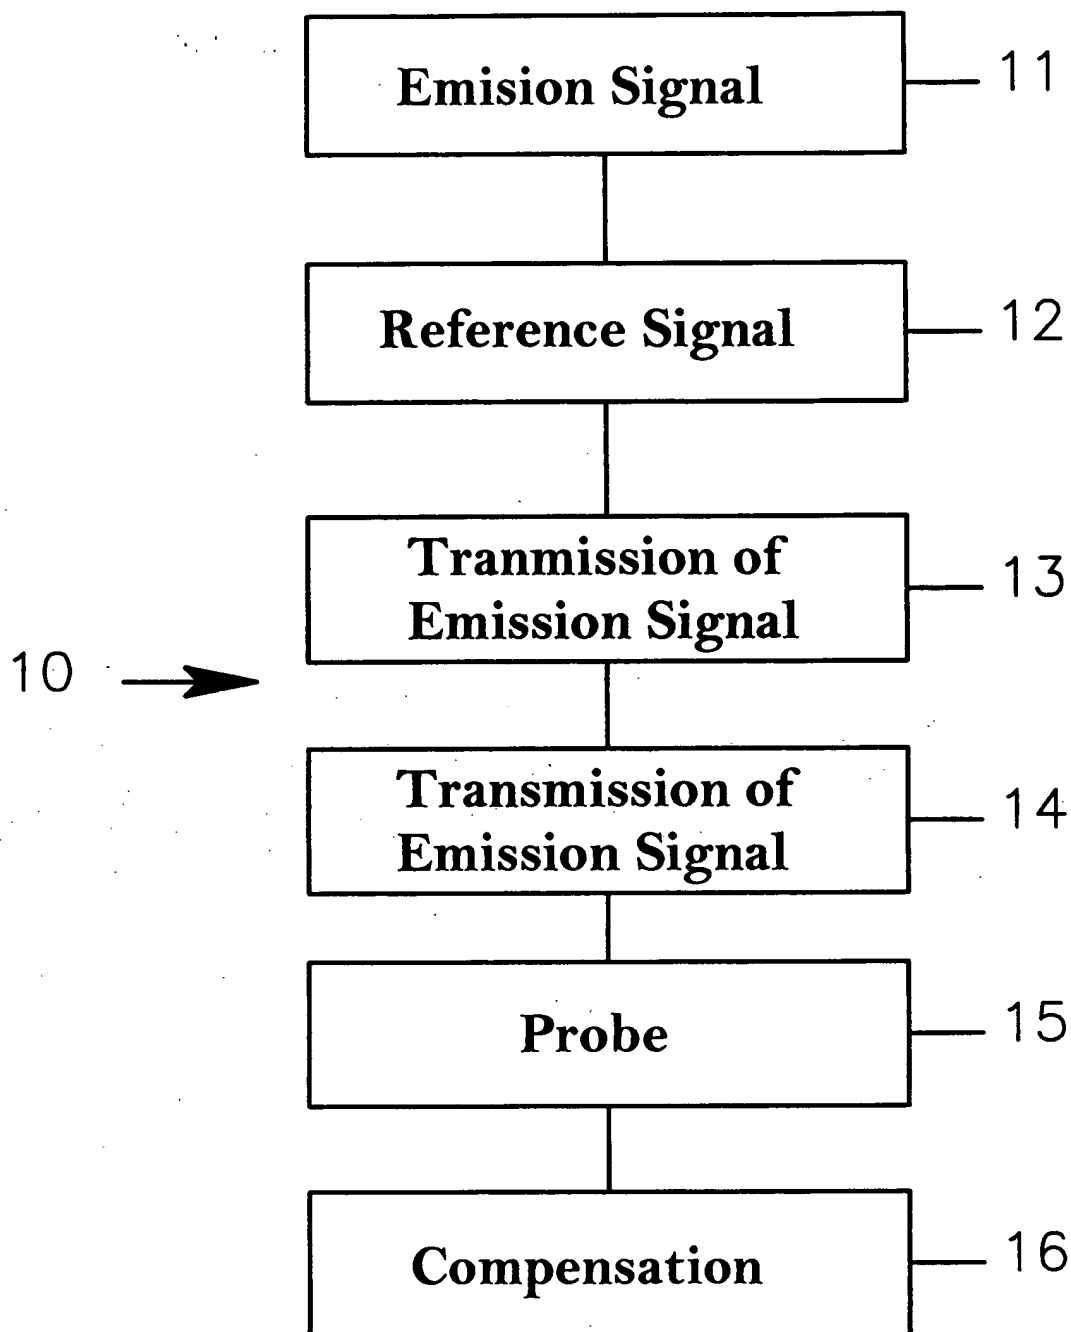 Emision Signal
11
Reference Signal
12
Tranmission of
Emission Signal
13
10
Transmission of
Emission Signal
14
Probe
15
Compensation
16